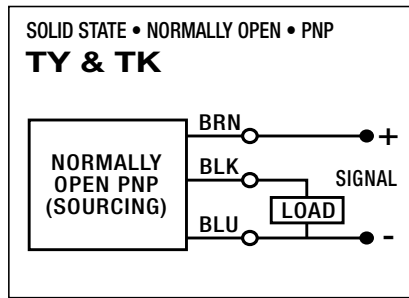 SOLID STATE • NORMALLY OPEN • PNP
TY & TK
NORMALLY
OPEN PNP
(SOURCING)
BRN
+
BLK
SIGNAL
LOAD
BLU
-